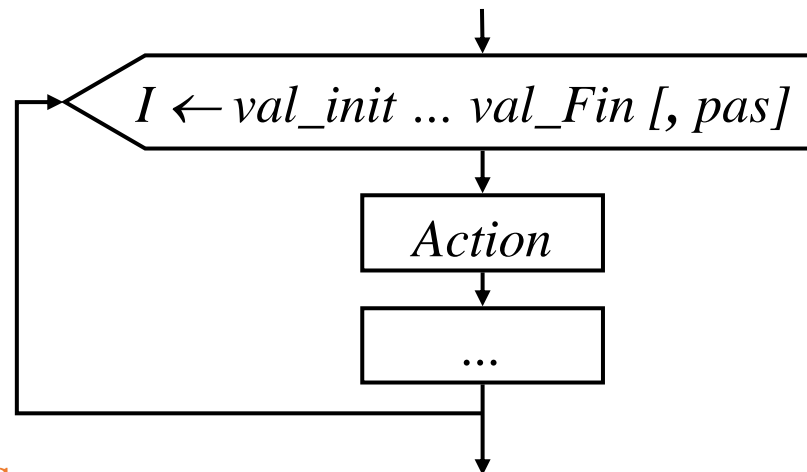 I ← val_init ... val_Fin [, pas]
Action
...